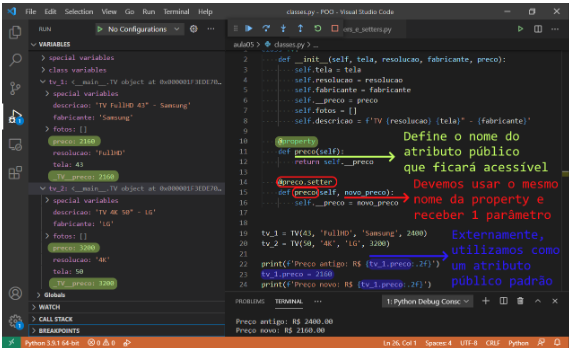 File Edit Selection View Go Run Terminal Help
classes.py - POO - Visual Studio Code
RUN No Configurations
s_e_setters.py
VARIABLES
aula05 > classes.py > ...
> special variables
> class variables
tv_1: <__main__.TV object at
> special variables
descricao: 'TV FullHD 43" - Samsung'
fabricante: 'Samsung'
> fotos: []
preco: 2160
resolucao: 'FullHD'
tela: 43
_TV__preco: 2160
tv_2: <__main__.TV object at
> special variables
descricao: 'TV 4K 50" - LG'
fabricante: 'LG'
> fotos: []
preco: 3200
resolucao: '4K'
tela: 50
_TV__preco: 3200
> Globals
> WATCH
> CALL STACK
> BREAKPOINTS
2 def __init__(self, tela, resolucao, fabricante, preco):
3 self.tela = tela
4 self.resolucao = resolucao
5 self.fabricante = fabricante
6 self.__preco = preco
7 self.fotos = []
8 self.descricao = f'TV {resolucao} {tela}" - {fabricante}'
9
10 @property
11 def preco(self):
12 return self.__preco
13
14 @preco.setter
15 def preco(self, novo_preco):
16 self.__preco = novo_preco
17
18
19 tv_1 = TV(43, 'FullHD', 'Samsung', 2400)
20 tv_2 = TV(50, '4K', 'LG', 3200)
21
22 print(f'Preco antigo: R$ {tv_1.preco:.2f}')
23 tv_1.preco = 2160
24 print(f'Preco novo: R$ {tv_1.preco:.2f}')
Define o nome do
atributo público
que ficará acessível
Devemos usar o mesmo
nome da property e
receber 1 parâmetro
Externamente,
utilizamos como
um atributo
público padrão
PROBLEMS TERMINAL ... 1: Python Debug Consc
Preco antigo: R$ 2400.00
Preco novo: R$ 2160.00
Python 3.9.1 64-bit 0 0 Ln 26, Col 1 Spaces: 4 UTF-8 CRLF Python